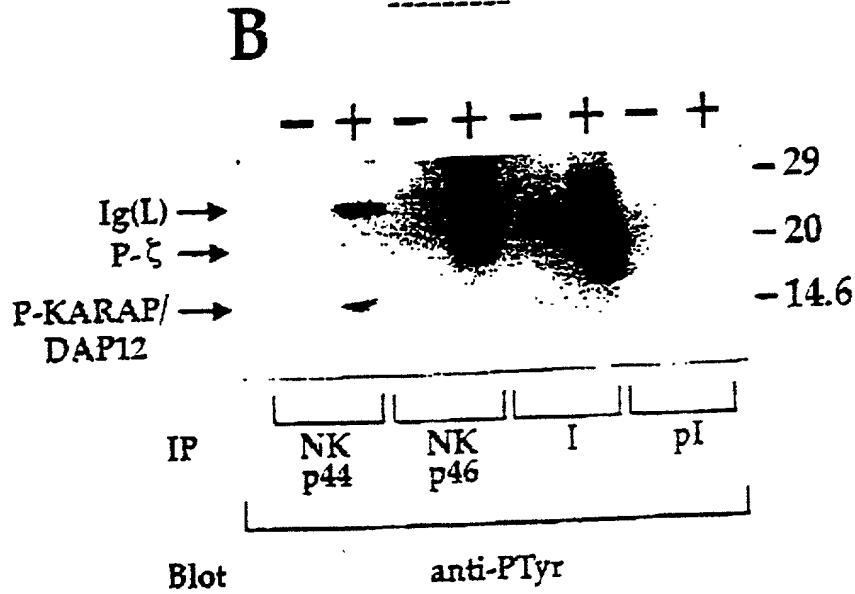 B
- + - + - + - +
- 29
Ig(L) →
P-ζ →
- 20
P-KARAP/ →
DAP12
- 14.6
IP
NK
p44
NK
p46
I
pI
Blot
anti-PTyr